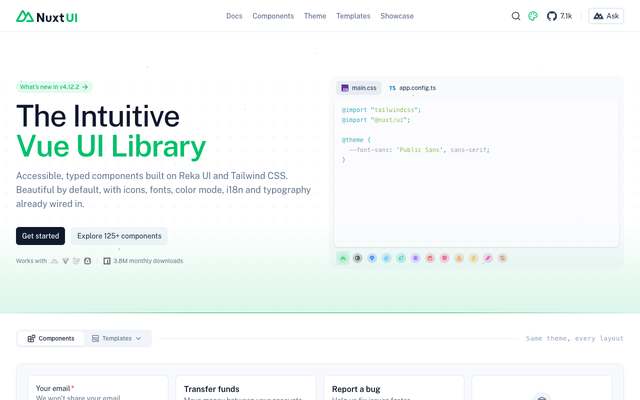 NuxtUI
Docs
Components
Theme
Templates
Showcase
7.1k
Ask
What's new in v4.12.2 →
The Intuitive
Vue UI Library
Accessible, typed components built on Reka UI and Tailwind CSS.
Beautiful by default, with icons, fonts, color mode, i18n and typography
already wired in.
Get started
Explore 125+ components
Works with
3.8M monthly downloads
main.css
TS app.config.ts
@import "tailwindcss";
@import "@nuxt/ui";
@theme {
--font-sans: 'Public Sans', sans-serif;
}
Components
Templates
Same theme, every layout
Your email *
We won't share your email
Transfer funds
Move money between your accounts
Report a bug
Help us fix issues faster